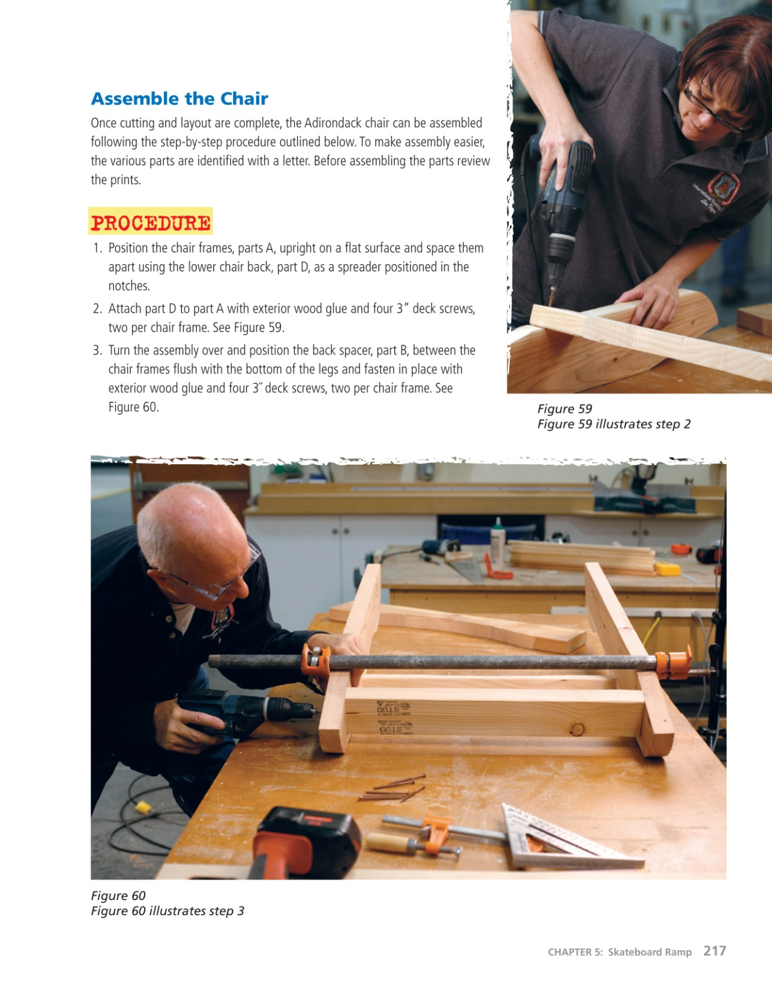 Assemble the Chair
Once cutting and layout are complete, the Adirondack chair can be assembled
following the step-by-step procedure outlined below. To make assembly easier,
the various parts are identified with a letter. Before assembling the parts review
the prints.
PROCEDURE
1. Position the chair frames, parts A, upright on a flat surface and space them
apart using the lower chair back, part D, as a spreader positioned in the
notches.
2. Attach part D to part A with exterior wood glue and four 3″ deck screws,
two per chair frame. See Figure 59.
3. Turn the assembly over and position the back spacer, part B, between the
chair frames flush with the bottom of the legs and fasten in place with
exterior wood glue and four 3˝ deck screws, two per chair frame. See
Figure 60.
Figure 59
Figure 59 illustrates step 2
STUD
STUD
Figure 60
Figure 60 illustrates step 3
CHAPTER 5: Skateboard Ramp 217